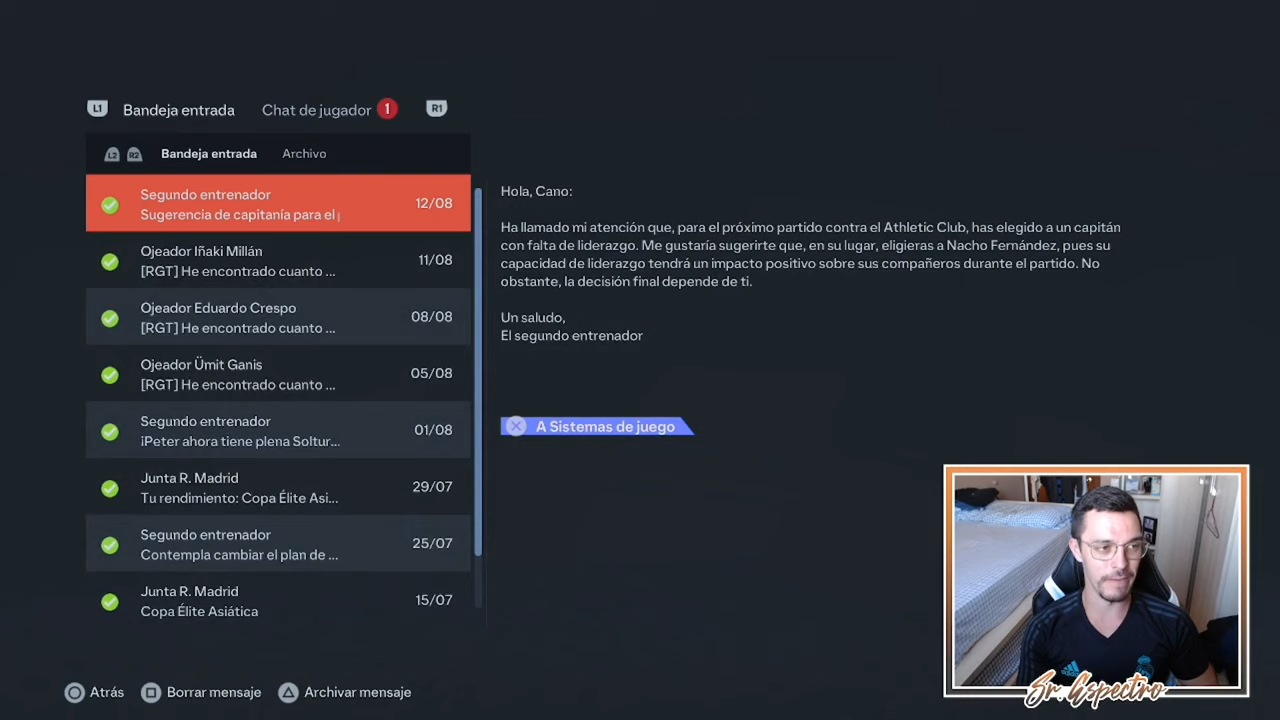 L1 Bandeja entrada Chat de jugador 1 R1
L2 R2 Bandeja entrada Archivo
Segundo entrenador
Sugerencia de capitanía para el 12/08
Ojeador Iñaki Millán
[RGT] He encontrado cuanto ... 11/08
Ojeador Eduardo Crespo
[RGT] He encontrado cuanto ... 08/08
Ojeador Ümit Ganis
[RGT] He encontrado cuanto ... 05/08
Segundo entrenador
¡Peter ahora tiene plena Soltur... 01/08
Junta R. Madrid
Tu rendimiento: Copa Élite Asi... 29/07
Segundo entrenador
Contempla cambiar el plan de ... 25/07
Junta R. Madrid
Copa Élite Asiática 15/07
Hola, Cano:
Ha llamado mi atención que, para el próximo partido contra el Athletic Club, has elegido a un capitán
con falta de liderazgo. Me gustaría sugerirte que, en su lugar, eligieras a Nacho Fernández, pues su
capacidad de liderazgo tendrá un impacto positivo sobre sus compañeros durante el partido. No
obstante, la decisión final depende de ti.
Un saludo,
El segundo entrenador
A Sistemas de juego
Sr. Espectro
Atrás Borrar mensaje Archivar mensaje